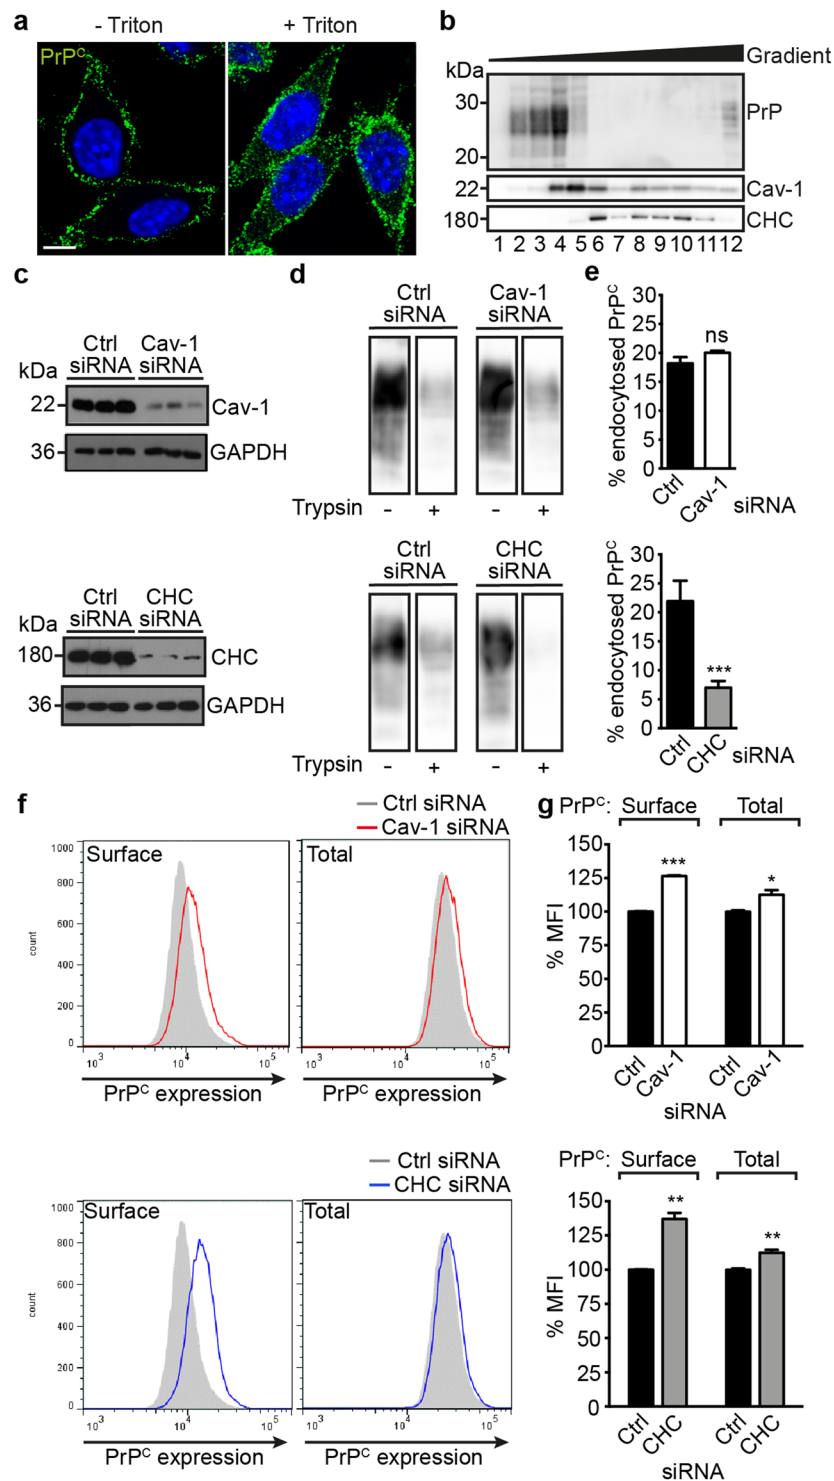 a
- Triton
+ Triton
PrPC
b
Gradient
kDa
30
20
PrP
22
Cav-1
180
CHC
1 2 3 4 5 6 7 8 9 10 11 12
c
Ctrl siRNA
Cav-1 siRNA
kDa
22
Cav-1
36
GAPDH
Ctrl siRNA
CHC siRNA
kDa
180
CHC
36
GAPDH
d
Ctrl siRNA
Cav-1 siRNA
Trypsin - + - +
Ctrl siRNA
CHC siRNA
Trypsin - + - +
e
% endocytosed PrPC
30
25
20
15
10
5
0
ns
Ctrl
Cav-1
siRNA
% endocytosed PrPC
30
25
20
15
10
5
0
***
Ctrl
CHC
siRNA
f
Ctrl siRNA
Cav-1 siRNA
Surface
Total
count
1000
800
600
400
200
0
103 104 105
103 104 105
PrPC expression
PrPC expression
Ctrl siRNA
CHC siRNA
Surface
Total
count
1000
800
600
400
200
0
103 104 105
103 104 105
PrPC expression
PrPC expression
g
PrPC: Surface Total
% MFI
150
125
100
75
50
25
0
***
*
Ctrl
Cav-1
Ctrl
Cav-1
siRNA
PrPC: Surface Total
% MFI
150
125
100
75
50
25
0
**
**
Ctrl
CHC
Ctrl
CHC
siRNA